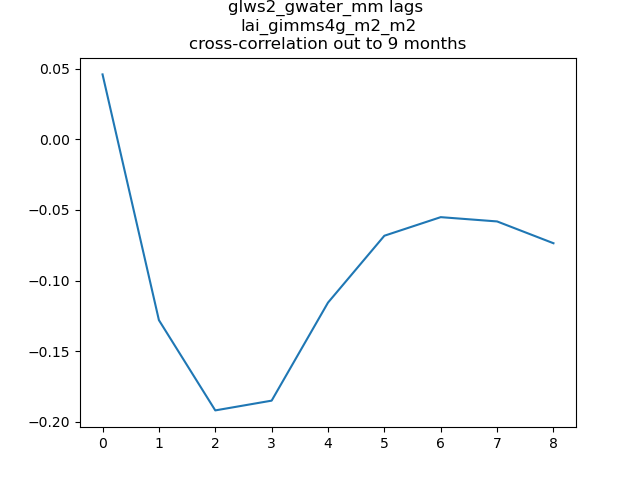 glws2_gwater_mm lags
lai_gimms4g_m2_m2
cross-correlation out to 9 months
0.05
0.00
−0.05
−0.10
−0.15
−0.20
0 1 2 3 4 5 6 7 8